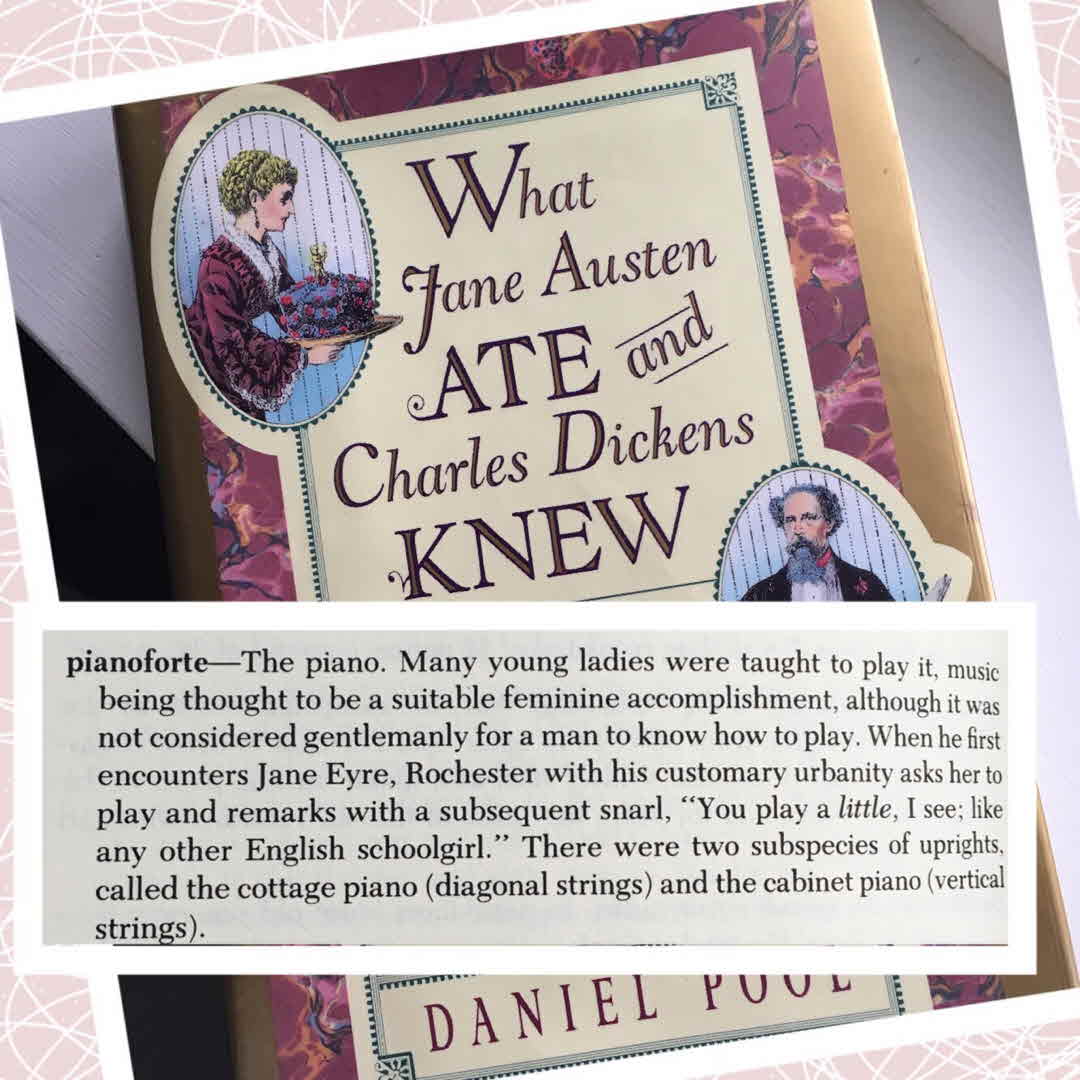 What
Jane Austen
ATE and
Charles Dickens
KNEW
pianoforte—The piano. Many young ladies were taught to play it, music
being thought to be a suitable feminine accomplishment, although it was
not considered gentlemanly for a man to know how to play. When he first
encounters Jane Eyre, Rochester with his customary urbanity asks her to
play and remarks with a subsequent snarl, “You play a little, I see; like
any other English schoolgirl.” There were two subspecies of uprights,
called the cottage piano (diagonal strings) and the cabinet piano (vertical
strings).
DANIEL POOL